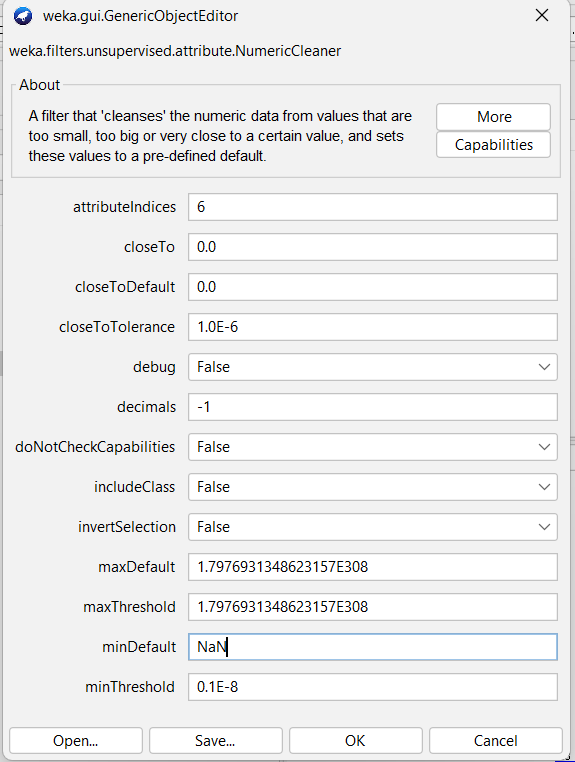 weka.gui.GenericObjectEditor
weka.filters.unsupervised.attribute.NumericCleaner
About
A filter that 'cleanses' the numeric data from values that are
too small, too big or very close to a certain value, and sets
these values to a pre-defined default.
More
Capabilities
attributeIndices 6
closeTo 0.0
closeToDefault 0.0
closeToTolerance 1.0E-6
debug False
decimals -1
doNotCheckCapabilities False
includeClass False
invertSelection False
maxDefault 1.7976931348623157E308
maxThreshold 1.7976931348623157E308
minDefault NaN
minThreshold 0.1E-8
Open... Save... OK Cancel